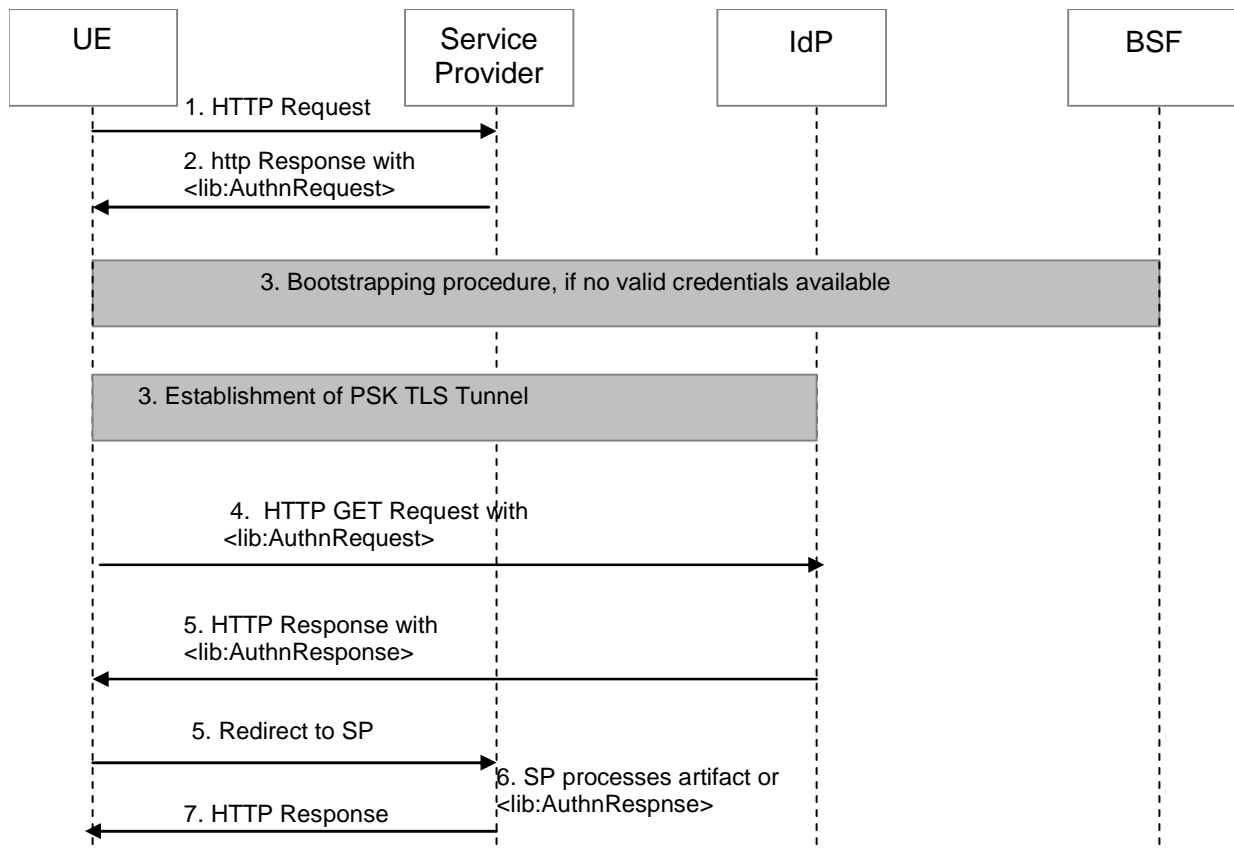 UE
Service
Provider
IdP
BSF
1. HTTP Request
2. http Response with
<lib:AuthnRequest>
3. Bootstrapping procedure, if no valid credentials available
3. Establishment of PSK TLS Tunnel
4. HTTP GET Request with
<lib:AuthnRequest>
5. HTTP Response with
<lib:AuthnResponse>
5. Redirect to SP
6. SP processes artifact or
<lib:AuthnRespnse>
7. HTTP Response